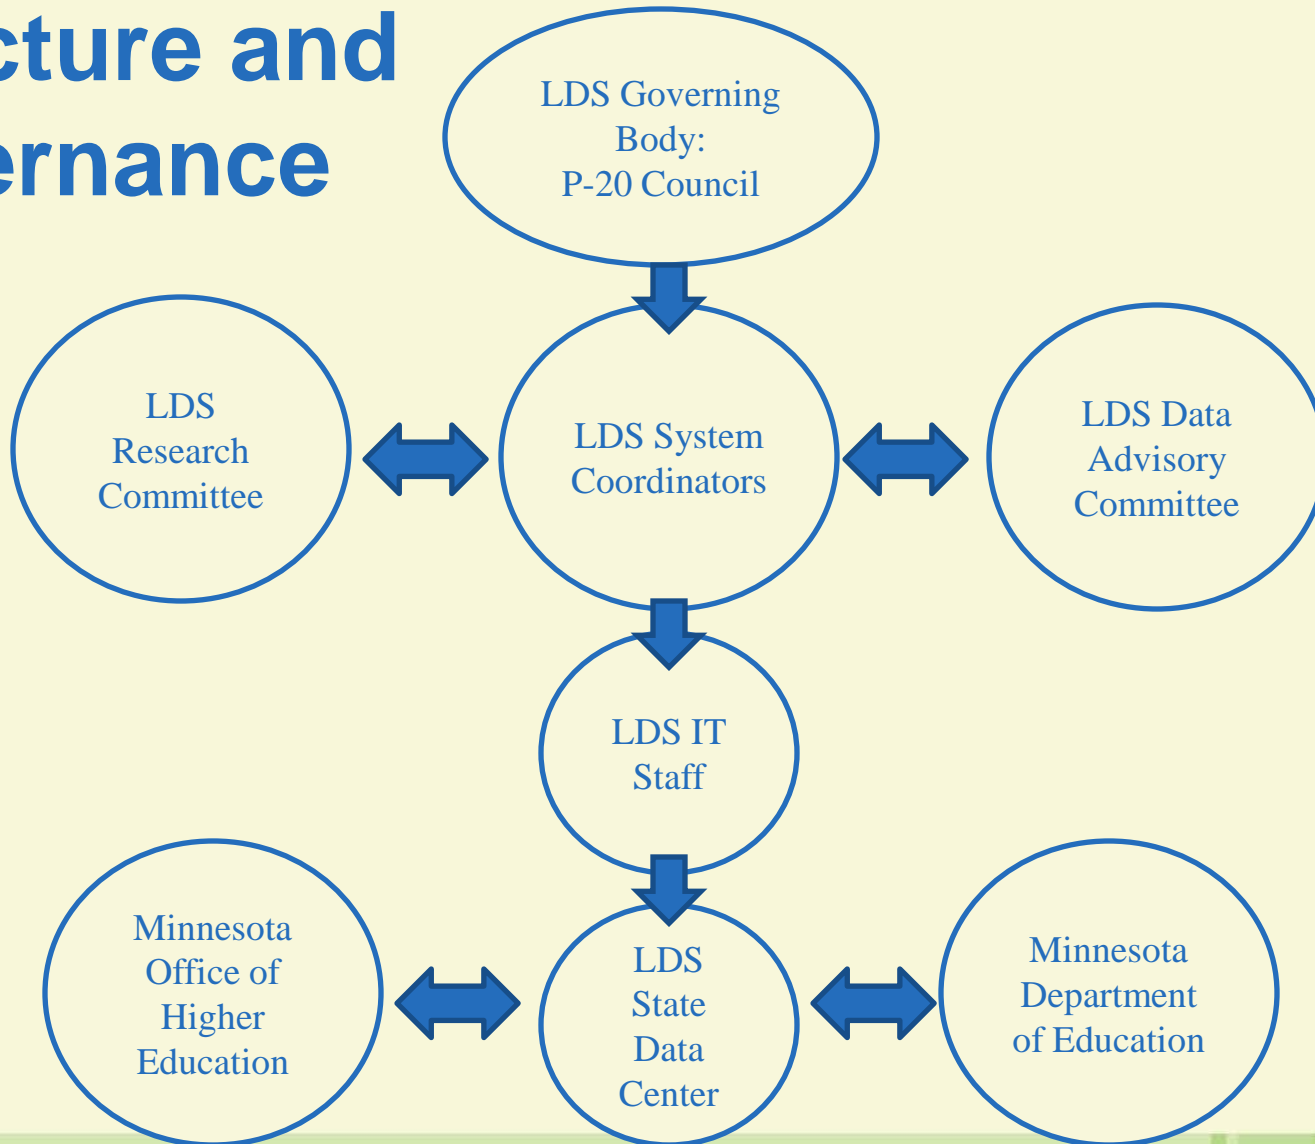 cture and
ernance
LDS Governing
Body:
P-20 Council
LDS
Research
Committee
LDS System
Coordinators
LDS Data
Advisory
Committee
LDS IT
Staff
Minnesota
Office of
Higher
Education
LDS
State
Data
Center
Minnesota
Department
of Education